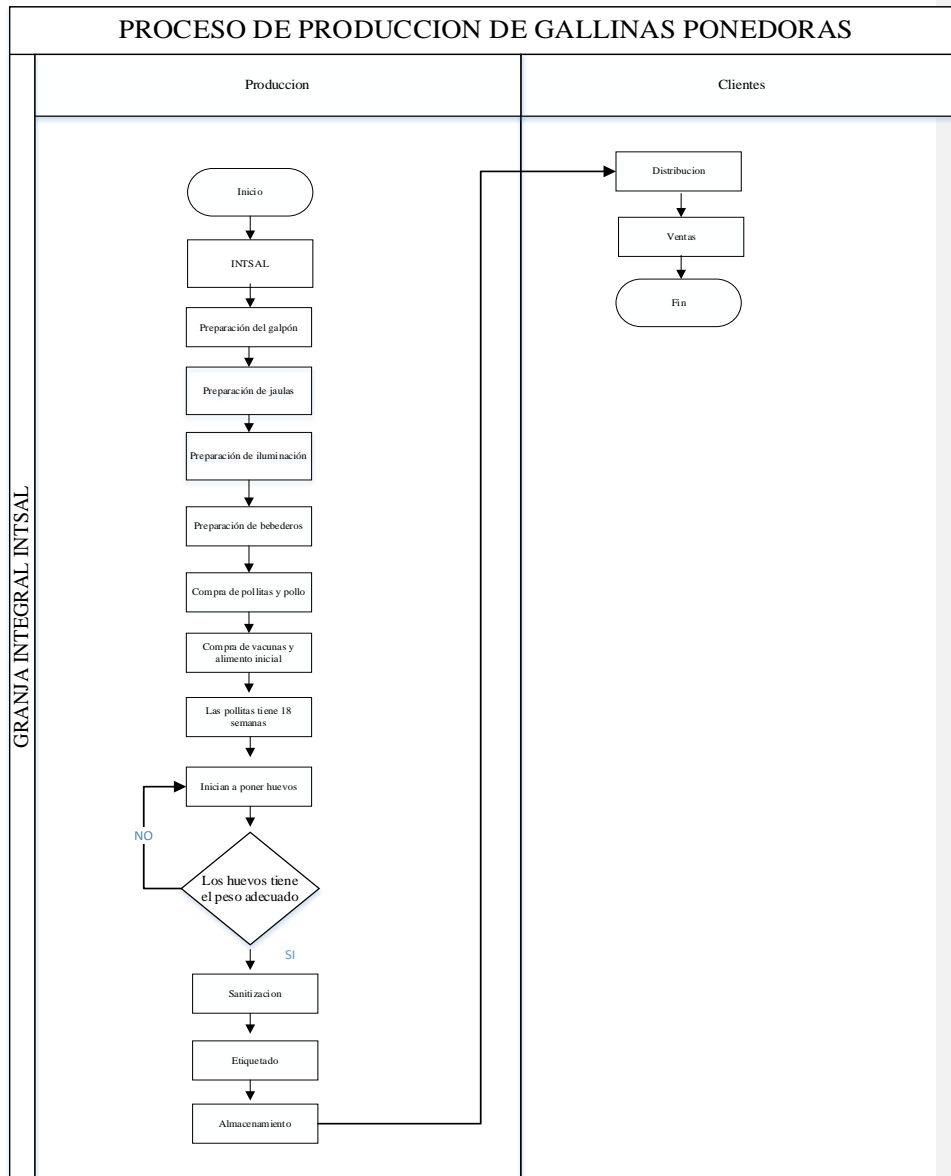 PROCESO DE PRODUCCION DE GALLINAS PONEDORAS
GRANJA INTEGRAL INTSAL
Produccion
Clientes
Inicio
INTSAL
Preparación del galpón
Preparación de jaulas
Preparación de iluminación
Preparación de bebederos
Compra de pollitas y pollo
Compra de vacunas y
alimento inicial
Las pollitas tiene 18
semanas
Inician a poner huevos
NO
Los huevos tiene
el peso adecuado
SI
Sanitizacion
Etiquetado
Almacenamiento
Distribucion
Ventas
Fin